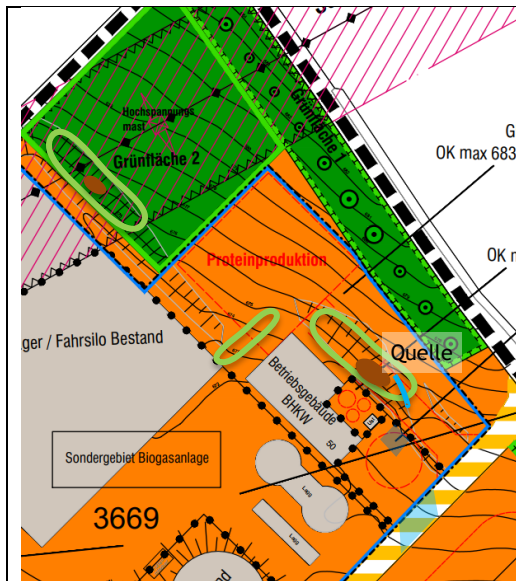 Hochspannungs
mast
Grünfläche 2
Grünfläche 1
G
OK max 683
OK m
Proteinproduktion
Quelle
ger / Fahrsilo Bestand
Betriebsgebäude
BHKW
50
Sondergebiet Biogasanlage
3669